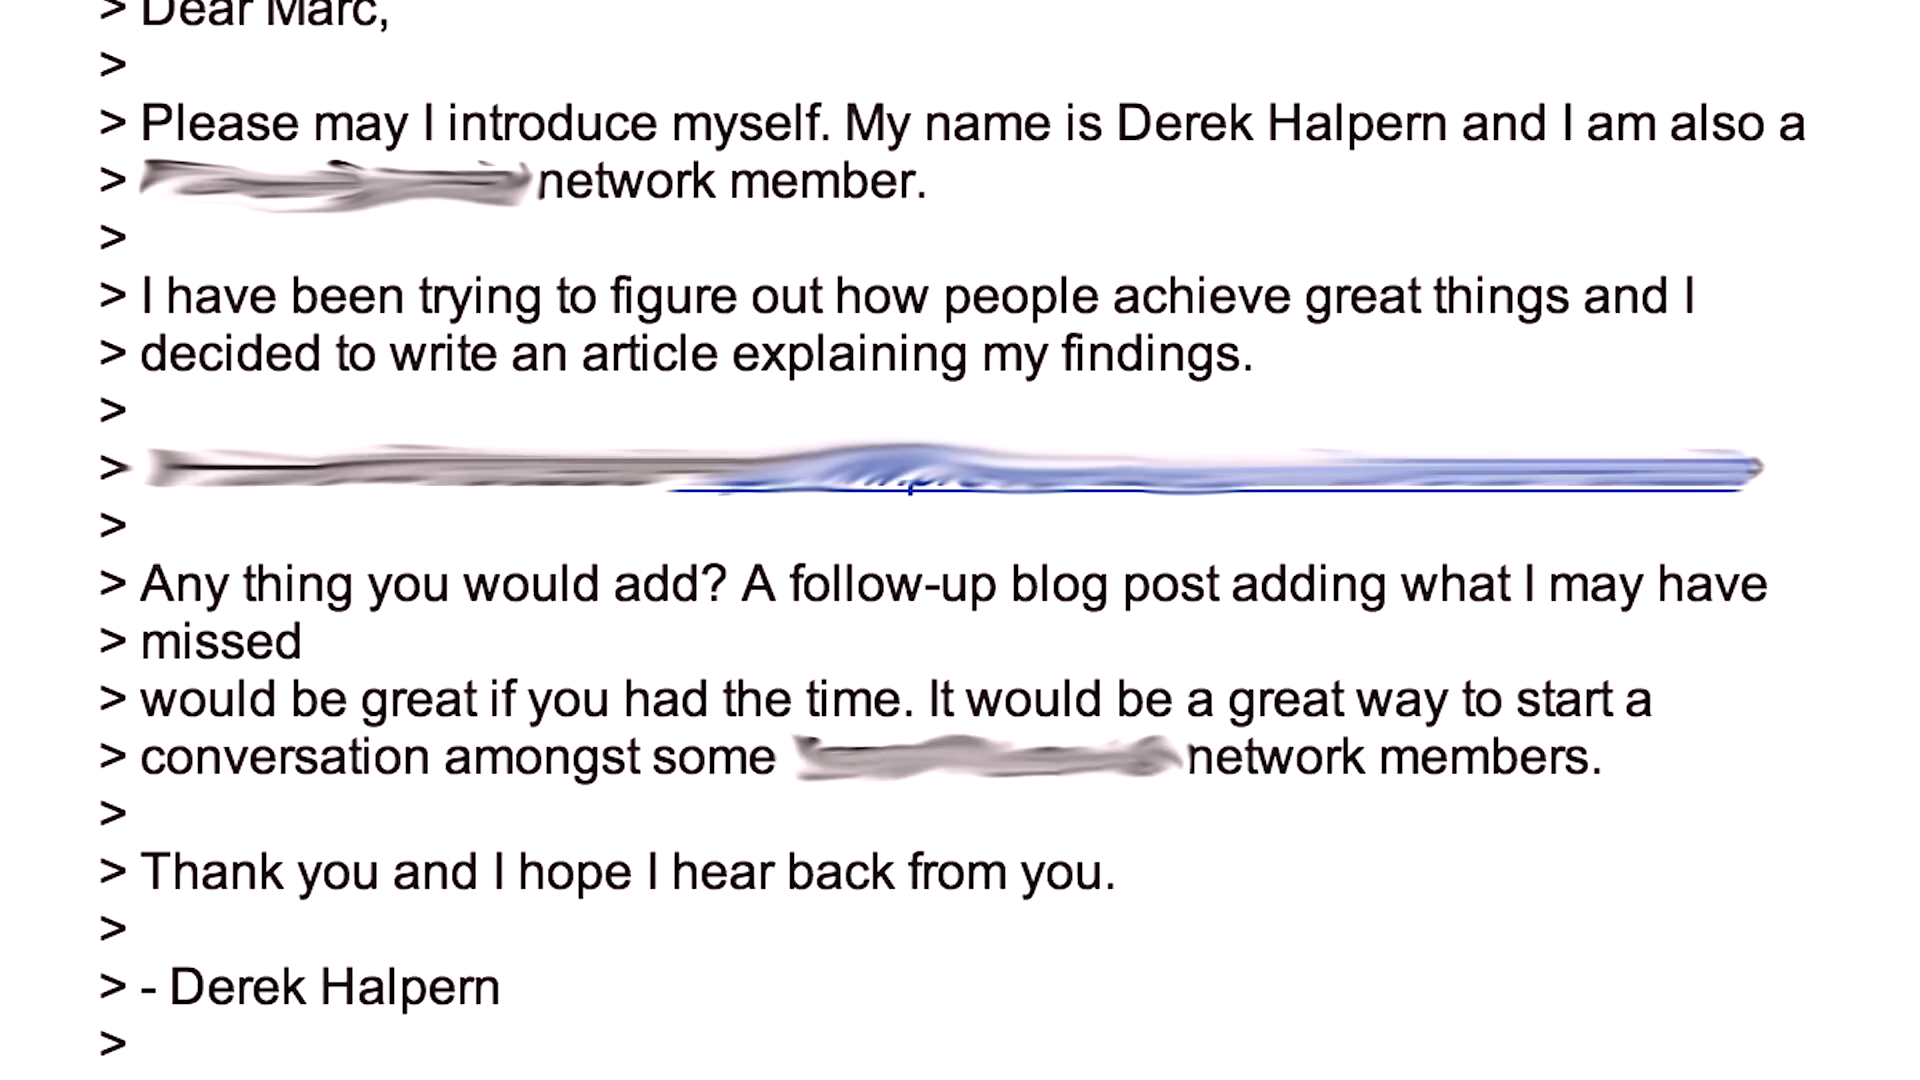 > Dear Marc,
>
> Please may I introduce myself. My name is Derek Halpern and I am also a
> network member.
>
> I have been trying to figure out how people achieve great things and I
> decided to write an article explaining my findings.
>
>
>
> Any thing you would add? A follow-up blog post adding what I may have
> missed
> would be great if you had the time. It would be a great way to start a
> conversation amongst some network members.
>
> Thank you and I hope I hear back from you.
>
> - Derek Halpern
>